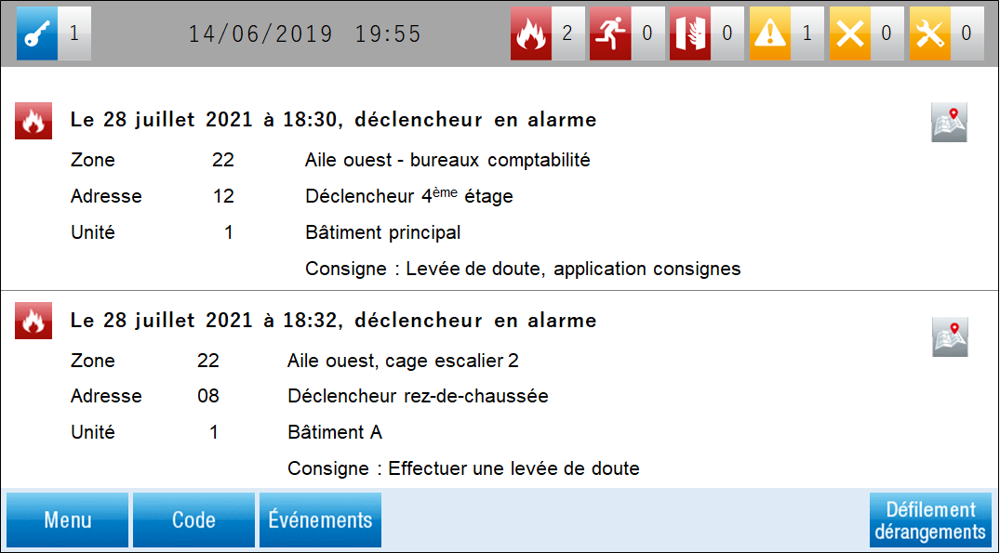 1 14/06/2019 19:55 2 0 0 1 0 0
Le 28 juillet 2021 à 18:30, déclencheur en alarme
Zone 22 Aile ouest - bureaux comptabilité
Adresse 12 Déclencheur 4ème étage
Unité 1 Bâtiment principal
Consigne : Levée de doute, application consignes
Le 28 juillet 2021 à 18:32, déclencheur en alarme
Zone 22 Aile ouest, cage escalier 2
Adresse 08 Déclencheur rez-de-chaussée
Unité 1 Bâtiment A
Consigne : Effectuer une levée de doute
Menu Code Événements Défilement
dérangements